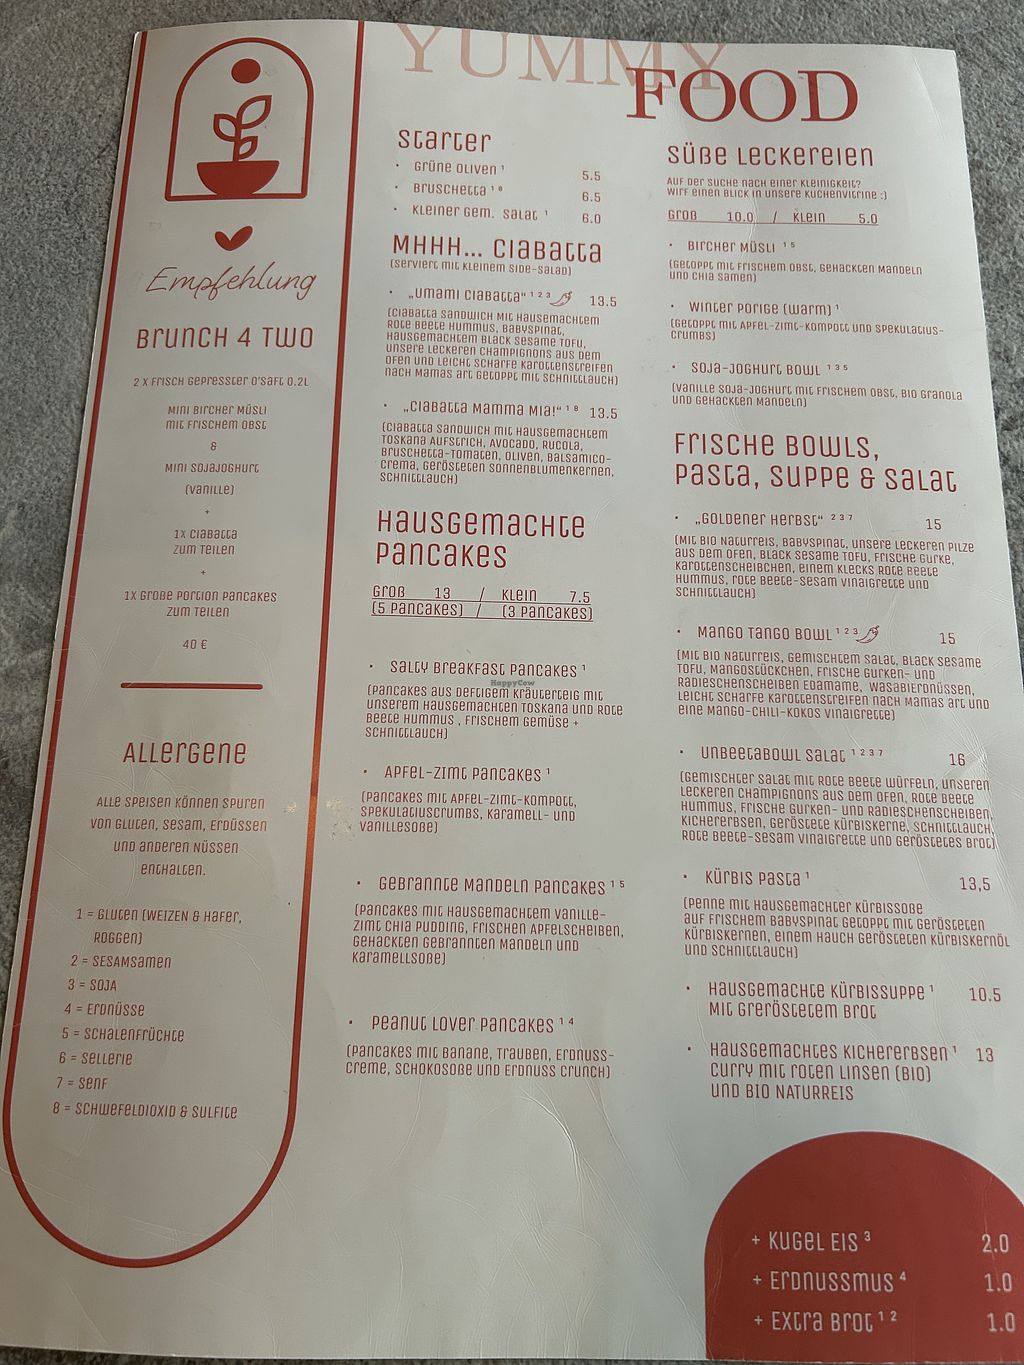 YUMMY
FOOD
Empfehlung
Brunch 4 Two
2 x frisch gepresster O'Saft 0.2l
Mini Bircher Müsli
mit frischem Obst
&
Mini Sojajoghurt
(Vanille)
+
1x Ciabatta
zum Teilen
+
1x große Portion Pancakes
zum Teilen
40 €
Allergene
Alle Speisen können Spuren
von Gluten, Sesam, Erdüssen
und anderen Nüssen
enthalten.
1 = Gluten (Weizen & Hafer,
Roggen)
2 = Sesamsamen
3 = Soja
4 = Erdnüsse
5 = Schalenfrüchte
6 = Sellerie
7 = Senf
8 = Schwefeldioxid & Sulfite
Starter
· Grüne Oliven ¹ 5.5
· Bruschetta ¹ ⁸ 6.5
· Kleiner gem. Salat ¹ 6.0
Mhhh... Ciabatta
(Serviert mit kleinem Side-Salad)
· „Umami Ciabatta" ¹ ² ³ 13.5
(Ciabatta Sandwich mit hausemachtem
Rote Beete Hummus, Babyspinat,
hausgemachtem Black Sesame Tofu,
unsere leckeren Champignons aus dem
Ofen und leicht scharfe Karottenstreifen
nach Mamas Art getoppt mit Schnittlauch)
· „Ciabatta Mamma Mia!" ¹ ⁸ 13.5
(Ciabatta Sandwich mit hausgemachtem
Toskana Aufstrich, Avocado, Rucola,
Bruschetta-Tomaten, Oliven, Balsamico-
Crema, gerösteten Sonnenblumenkernen,
Schnittlauch)
Hausgemachte
Pancakes
Groß 13 / Klein 7.5
(5 Pancakes) / (3 Pancakes)
· Salty Breakfast Pancakes ¹
(Pancakes aus deftigem Kräuterteig mit
unserem hausgemachten Toskana und Rote
Beete Hummus , frischem Gemüse +
Schnittlauch)
· Apfel-Zimt Pancakes ¹
(Pancakes mit Apfel-Zimt-Kompott,
Spekulatiuscrumbs, Karamell- und
Vanillesoße)
· Gebrannte Mandeln Pancakes ¹ ⁵
(Pancakes mit hausgemachtem Vanille-
Zimt Chia Pudding, frischen Apfelscheiben,
gehackten gebrannten Mandeln und
Karamellsoße)
· Peanut Lover Pancakes ¹ ⁴
(Pancakes mit Banane, Trauben, Erdnuss-
creme, Schokosoße und Erdnuss Crunch)
Süße Leckereien
Auf der Suche nach einer Kleinigkeit?
Wirf einen Blick in unsere Kuchenvitrine :)
Groß 10.0 / Klein 5.0
· Bircher Müsli ¹ ⁵
(Getoppt mit frischem Obst, gehackten Mandeln
und Chia Samen)
· Winter Porige (warm) ¹
(Getoppt mit Apfel-Zimt-Kompott und Spekulatius-
crumbs)
· Soja-Joghurt Bowl ¹ ³ ⁵
(Vanille Soja-Joghurt mit frischem Obst, Bio Granola
und gehackten Mandeln)
Frische Bowls,
Pasta, Suppe & Salat
· „Goldener Herbst" ² ³ ⁷ 15
(Mit Bio Naturreis, Babyspinat, unsere leckeren Pilze
aus dem Ofen, Black Sesame Tofu, frische Gurke,
Karottenscheibchen, einem Klecks Rote Beete
Hummus, Rote Beete-Sesam Vinaigrette und
Schnittlauch)
· Mango Tango Bowl ¹ ² ³ 15
(Mit Bio Naturreis, gemischtem Salat, Black Sesame
Tofu, Mangostückchen, frische Gurken- und
Radieschenscheiben Edamame, Wasabierdnüssen,
leicht scharfe Karottenstreifen nach Mamas Art und
eine Mango-Chili-Kokos Vinaigrette)
· Unbeetabowl Salat ¹ ² ³ ⁷ 16
(Gemischter Salat mit Rote Beete Würfeln, unseren
leckeren Champignons aus dem Ofen, Rote Beete
Hummus, frische Gurken- und Radieschenscheiben,
Kichererbsen, geröstete Kürbiskerne, Schnittlauch,
Rote Beete-Sesam Vinaigrette und geröstetes Brot)
· Kürbis Pasta ¹ 13,5
(Penne mit hausgemachter Kürbissoße
auf frischem Babyspinat getoppt mit gerösteten
Kürbiskernen, einem Hauch geröstetem Kürbiskernöl
und Schnittlauch)
· Hausgemachte Kürbissuppe ¹ 10.5
mit greröstetem Brot
· Hausgemachtes Kichererbsen ¹ 13
Curry mit roten Linsen (BIO)
und BIO NATURREIS
+ Kugel Eis ³ 2.0
+ Erdnussmus ⁴ 1.0
+ Extra Brot ¹ ² 1.0
HappyCow